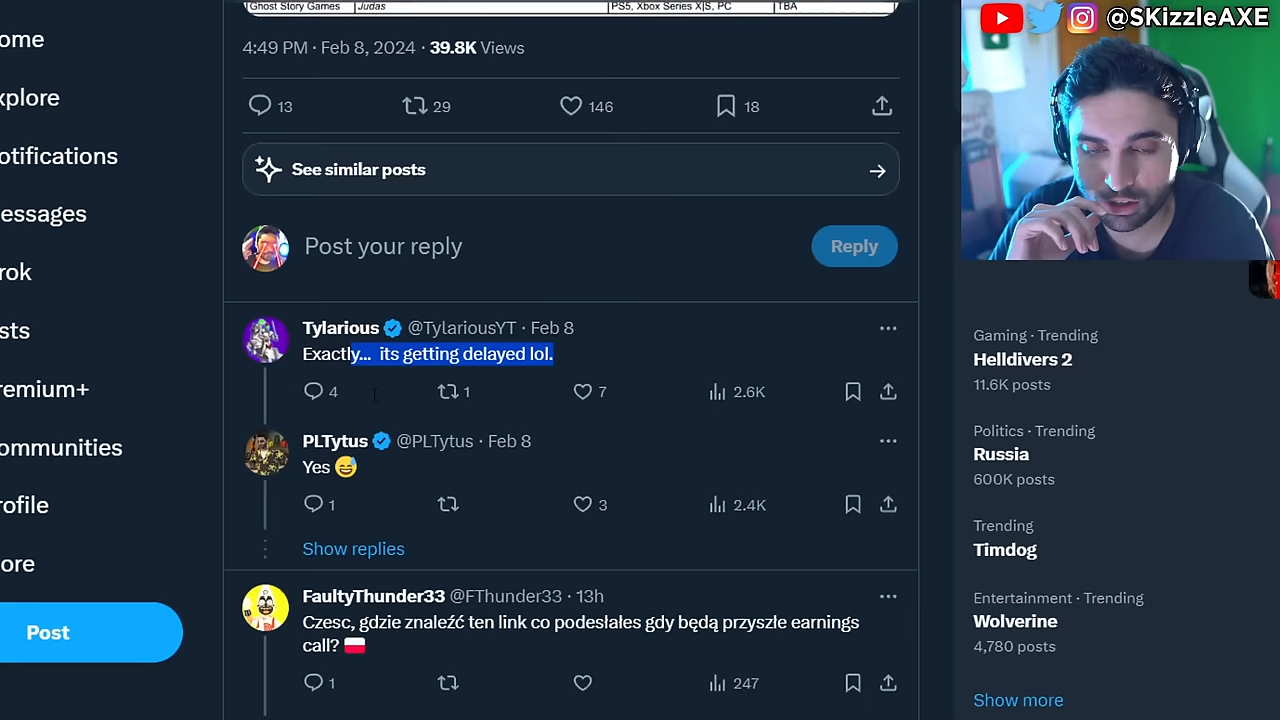 Ghost Story Games Judas PS5, Xbox Series X|S, PC TBA
@SKizzleAXE
4:49 PM · Feb 8, 2024 · 39.8K Views
13 29 146 18
See similar posts
Post your reply
Reply
ome
xplore
otifications
essages
rok
sts
remium+
ommunities
rofile
ore
Post
Tylarious @TylariousYT · Feb 8
Exactly... its getting delayed lol.
4 1 7 2.6K
PLTytus @PLTytus · Feb 8
Yes 😅
1 3 2.4K
Show replies
FaultyThunder33 @FThunder33 · 13h
Czesc, gdzie znaleźć ten link co podesłałes gdy będą przyszłe earnings
call? 🇵🇱
1 247
Gaming · Trending
Helldivers 2
11.6K posts
Politics · Trending
Russia
600K posts
Trending
Timdog
Entertainment · Trending
Wolverine
4,780 posts
Show more